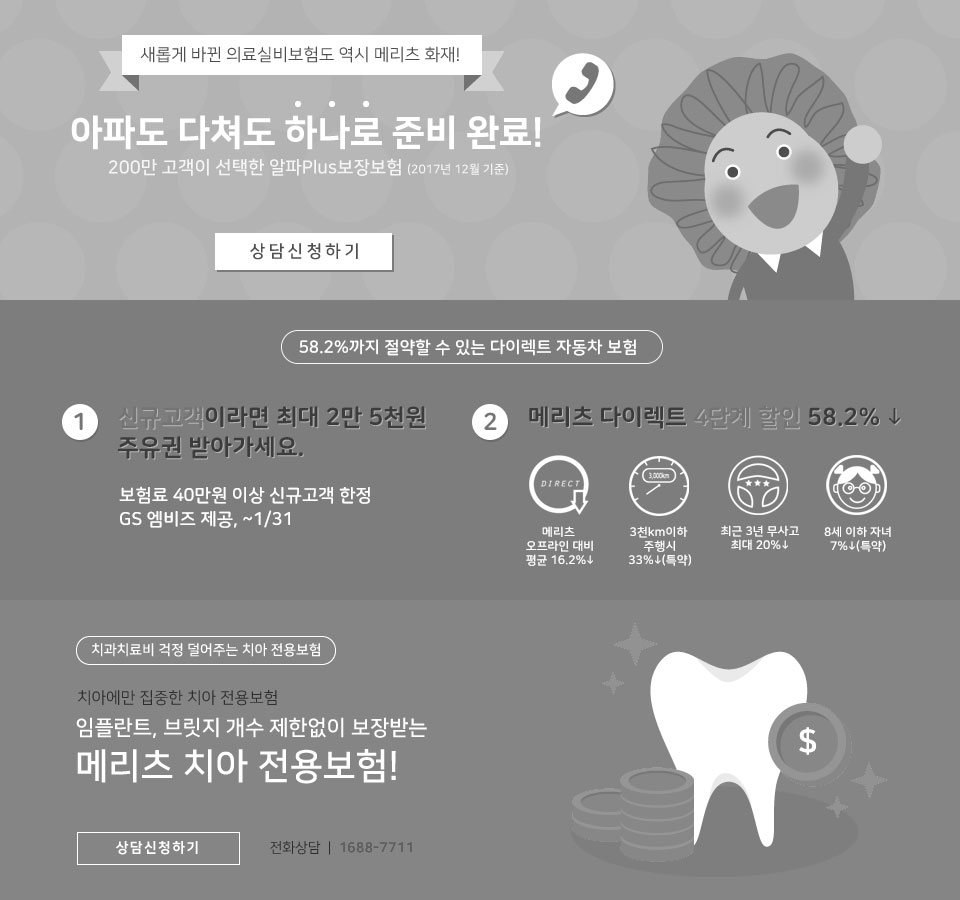 새롭게 바뀐 의료실비보험도 역시 메리츠 화재!
아파도 다쳐도 하나로 준비 완료!
200만 고객이 선택한 알파Plus보장보험 (2017년 12월 기준)
상담신청하기
58.2%까지 절약할 수 있는 다이렉트 자동차 보험
1
신규고객이라면 최대 2만 5천원
주유권 받아가세요.
보험료 40만원 이상 신규고객 한정
GS 엠비즈 제공, ~1/31
2
메리츠 다이렉트 4단계 할인 58.2% ↓
DIRECT
메리츠
오프라인 대비
평균 16.2%↓
3,000km
3천km이하
주행시
33%↓(특약)
최근 3년 무사고
최대 20%↓
8세 이하 자녀
7%↓(특약)
치과치료비 걱정 덜어주는 치아 전용보험
치아에만 집중한 치아 전용보험
임플란트, 브릿지 개수 제한없이 보장받는
메리츠 치아 전용보험!
상담신청하기
전화상담 | 1688-7711
$